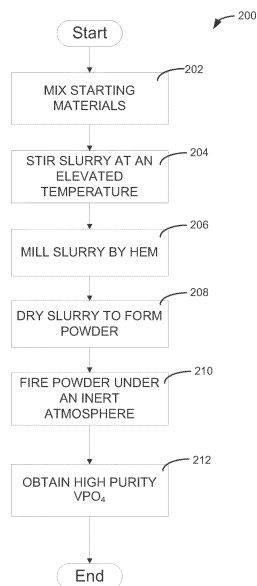 200
Start
202
MIX STARTING
MATERIALS
204
STIR SLURRY AT AN
ELEVATED
TEMPERATURE
206
MILL SLURRY BY HEM
208
DRY SLURRY TO FORM
POWDER
210
FIRE POWDER UNDER
AN INERT
ATMOSPHERE
212
OBTAIN HIGH PURITY
VPO₄
End